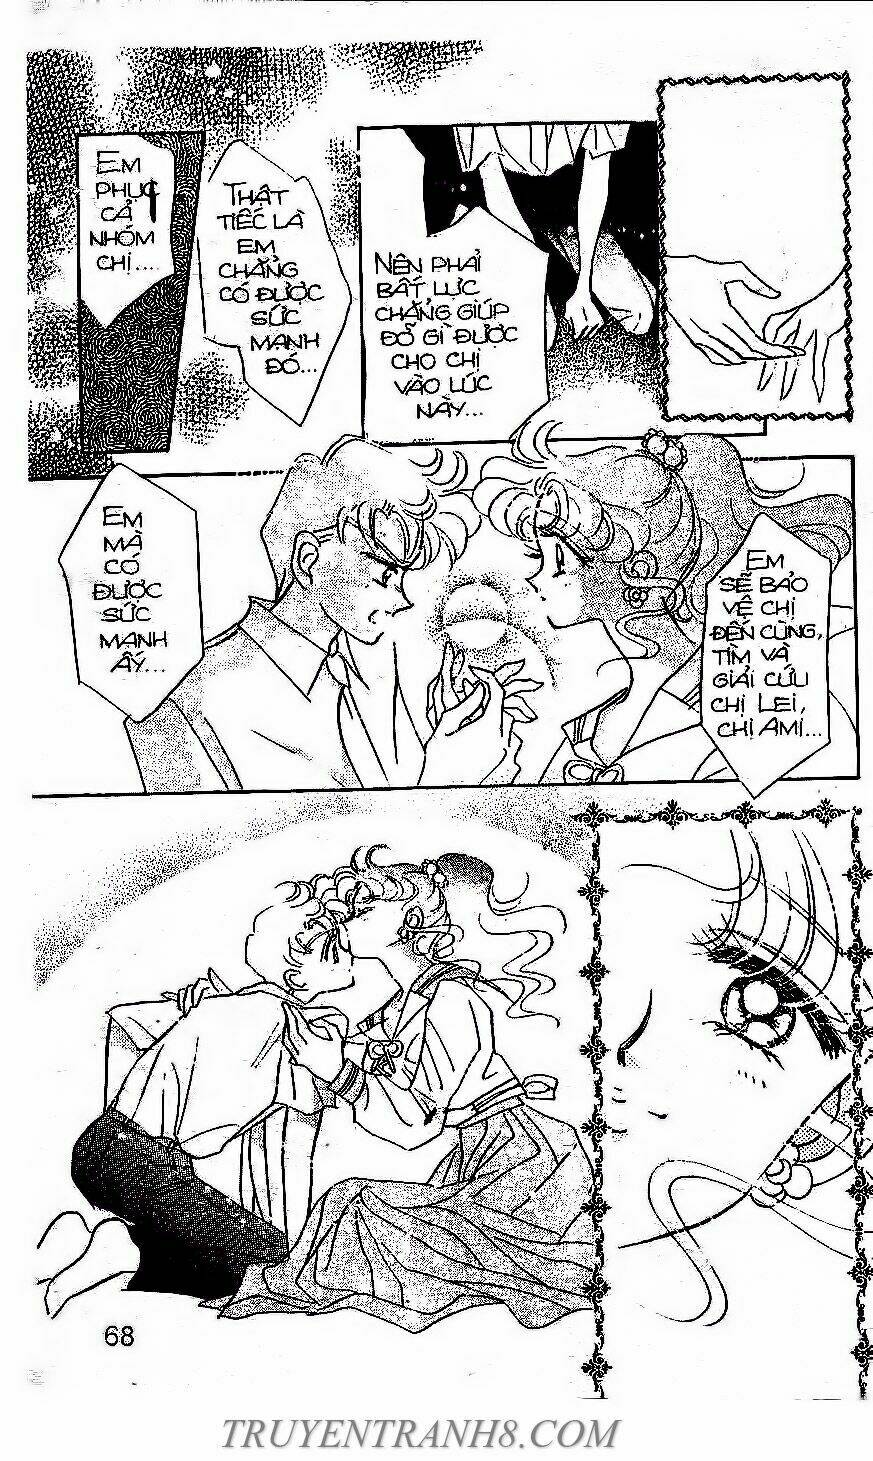 EM
PHỤC
CẢ
NHÓM
CHỊ....
THẬT
TIẾC LÀ
EM
CHẲNG
CÓ ĐƯỢC
SỨC
MẠNH
ĐÓ...
NÊN PHẢI
BẤT LỰC
CHẲNG GIÚP
ĐỠ GÌ ĐƯỢC
CHO CHỊ
VÀO LÚC
NÀY...
EM
MÀ
CÓ
ĐƯỢC
SỨC
MẠNH
ẤY...
EM
SẼ BẢO
VỆ CHỊ
ĐẾN CÙNG,
TÌM VÀ
GIẢI CỨU
CHỊ LEI,
CHỊ AMI...
68
TRUYENTRANH8.COM